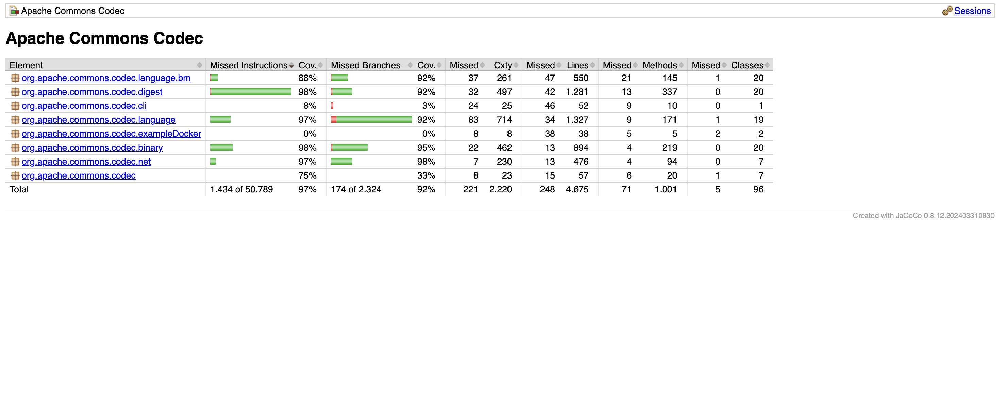 Apache Commons Codec Sessions
Apache Commons Codec
Element Missed Instructions Cov. Missed Branches Cov. Missed Cxty Missed Lines Missed Methods Missed Classes
org.apache.commons.codec.language.bm 88% 92% 37 261 47 550 21 145 1 20
org.apache.commons.codec.digest 98% 92% 32 497 42 1.281 13 337 0 20
org.apache.commons.codec.cli 8% 3% 24 25 46 52 9 10 0 1
org.apache.commons.codec.language 97% 92% 83 714 34 1.327 9 171 1 19
org.apache.commons.codec.exampleDocker 0% 0% 8 8 38 38 5 5 2 2
org.apache.commons.codec.binary 98% 95% 22 462 13 894 4 219 0 20
org.apache.commons.codec.net 97% 98% 7 230 13 476 4 94 0 7
org.apache.commons.codec 75% 33% 8 23 15 57 6 20 1 7
Total 1.434 of 50.789 97% 174 of 2.324 92% 221 2.220 248 4.675 71 1.001 5 96
Created with JaCoCo 0.8.12.202403310830